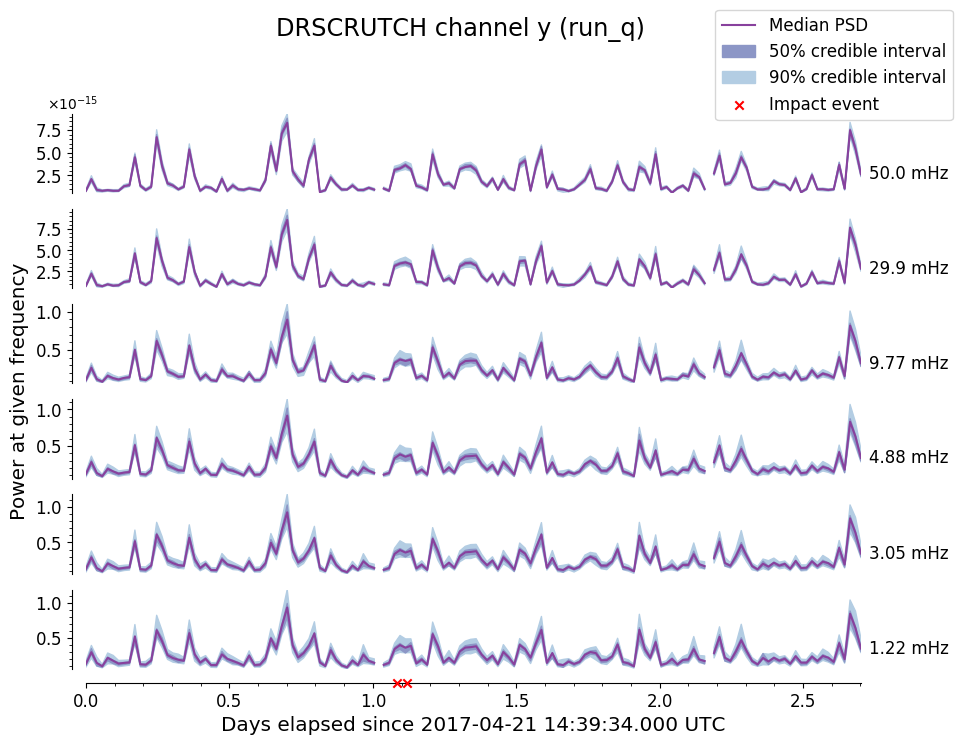 DRSCRUTCH channel y (run_q)
Median PSD
50% credible interval
90% credible interval
Impact event
×10⁻¹⁵
7.5
5.0
2.5
50.0 mHz
7.5
5.0
2.5
29.9 mHz
1.0
0.5
9.77 mHz
1.0
0.5
4.88 mHz
1.0
0.5
3.05 mHz
1.0
0.5
1.22 mHz
Power at given frequency
0.0 0.5 1.0 1.5 2.0 2.5
Days elapsed since 2017-04-21 14:39:34.000 UTC